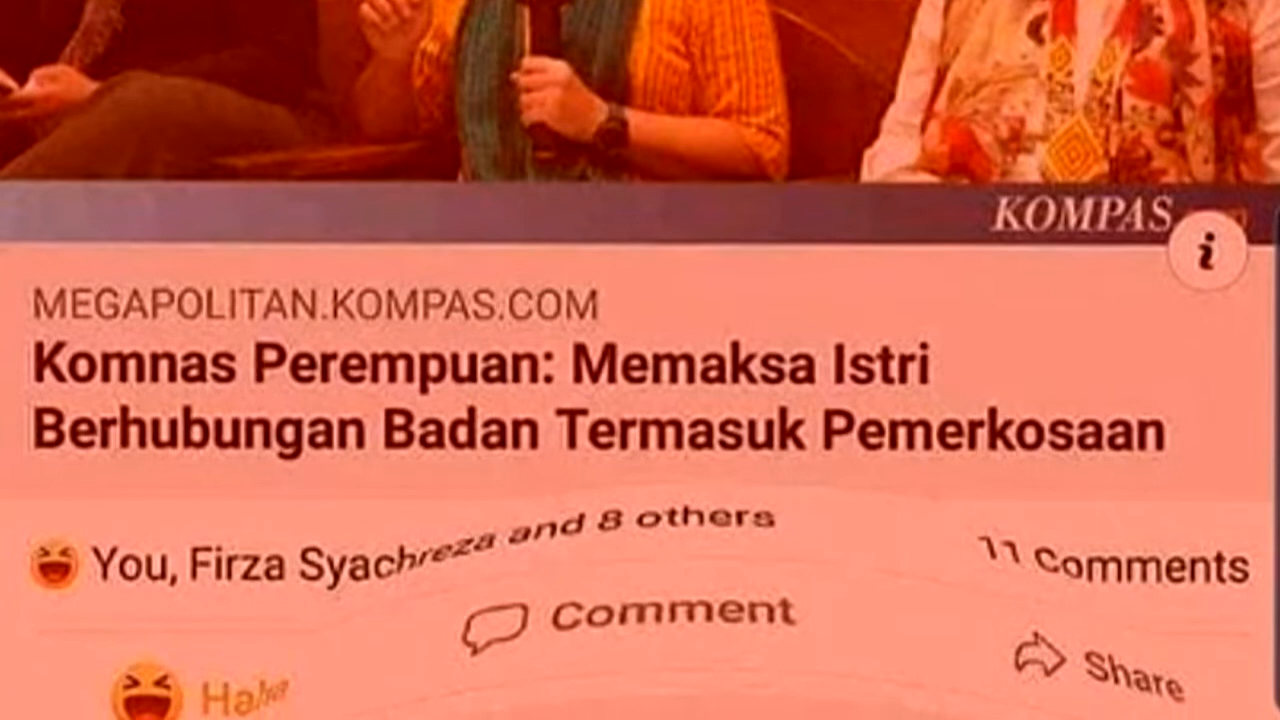 KOMPAS
i
MEGAPOLITAN.KOMPAS.COM
Komnas Perempuan: Memaksa Istri
Berhubungan Badan Termasuk Pemerkosaan
You, Firza Syachreza and 8 others
11 Comments
Comment
Haha
Share